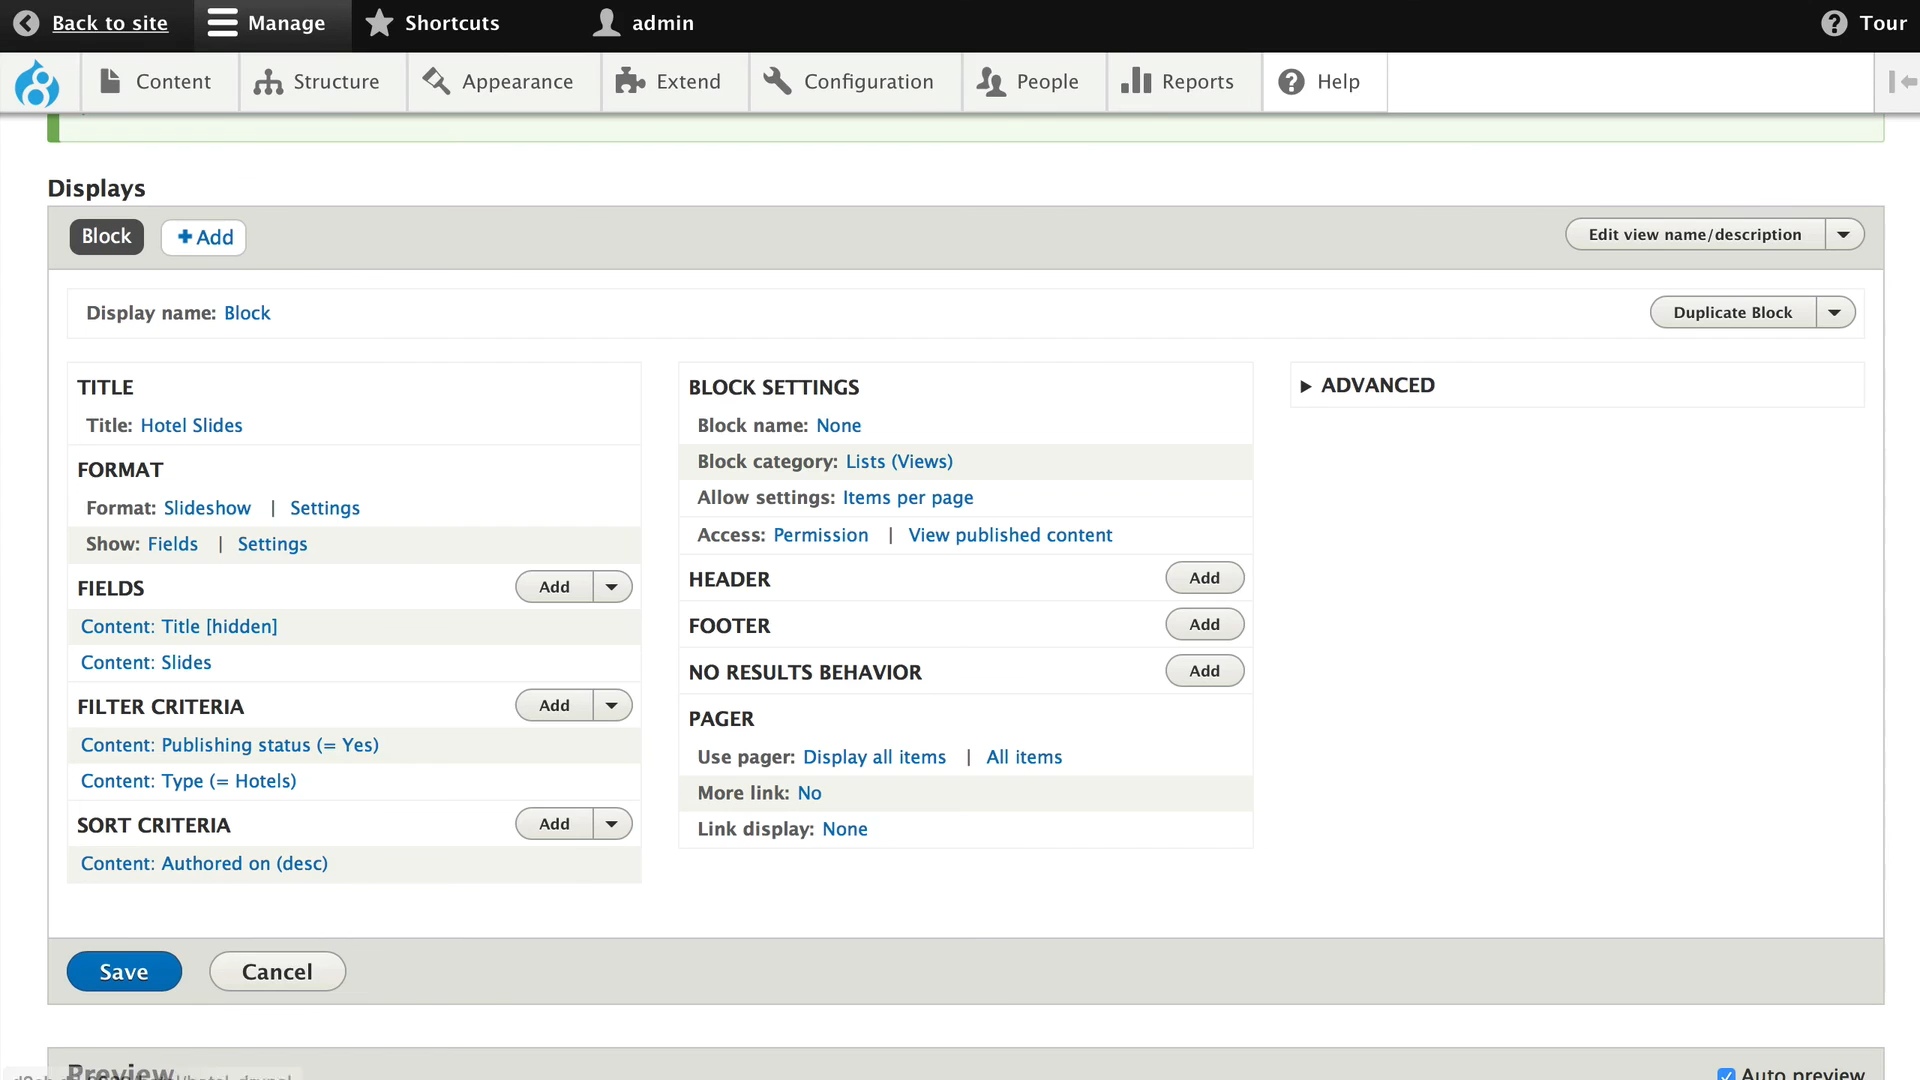 Back to site Manage Shortcuts admin Tour
Content Structure Appearance Extend Configuration People Reports Help
Displays
Block Add Edit view name/description
Display name: Block Duplicate Block
TITLE
Title: Hotel Slides
FORMAT
Format: Slideshow | Settings
Show: Fields | Settings
FIELDS Add
Content: Title [hidden]
Content: Slides
FILTER CRITERIA Add
Content: Publishing status (= Yes)
Content: Type (= Hotels)
SORT CRITERIA Add
Content: Authored on (desc)
BLOCK SETTINGS
Block name: None
Block category: Lists (Views)
Allow settings: Items per page
Access: Permission | View published content
HEADER Add
FOOTER Add
NO RESULTS BEHAVIOR Add
PAGER
Use pager: Display all items | All items
More link: No
Link display: None
ADVANCED
Save Cancel
Preview Auto preview